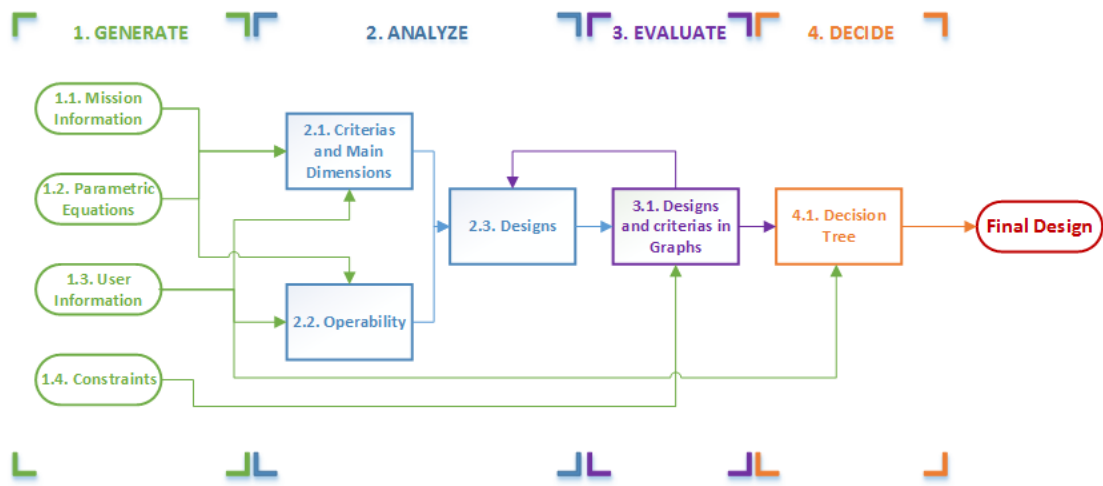 1. GENERATE
2. ANALYZE
3. EVALUATE
4. DECIDE
1.1. Mission
Information
1.2. Parametric
Equations
1.3. User
Information
1.4. Constraints
2.1. Criterias
and Main
Dimensions
2.2. Operability
2.3. Designs
3.1. Designs
and criterias in
Graphs
4.1. Decision
Tree
Final Design